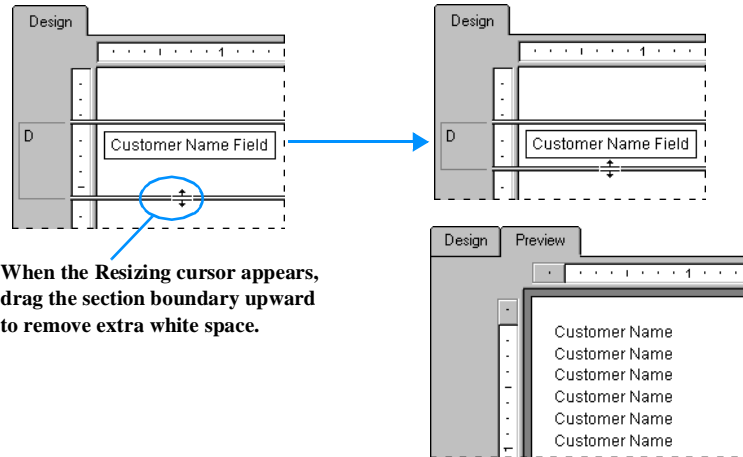 Design
1
D
Customer Name Field
When the Resizing cursor appears,
drag the section boundary upward
to remove extra white space.
Design
1
D
Customer Name Field
Design Preview
1
Customer Name
Customer Name
Customer Name
Customer Name
Customer Name
Customer Name
1